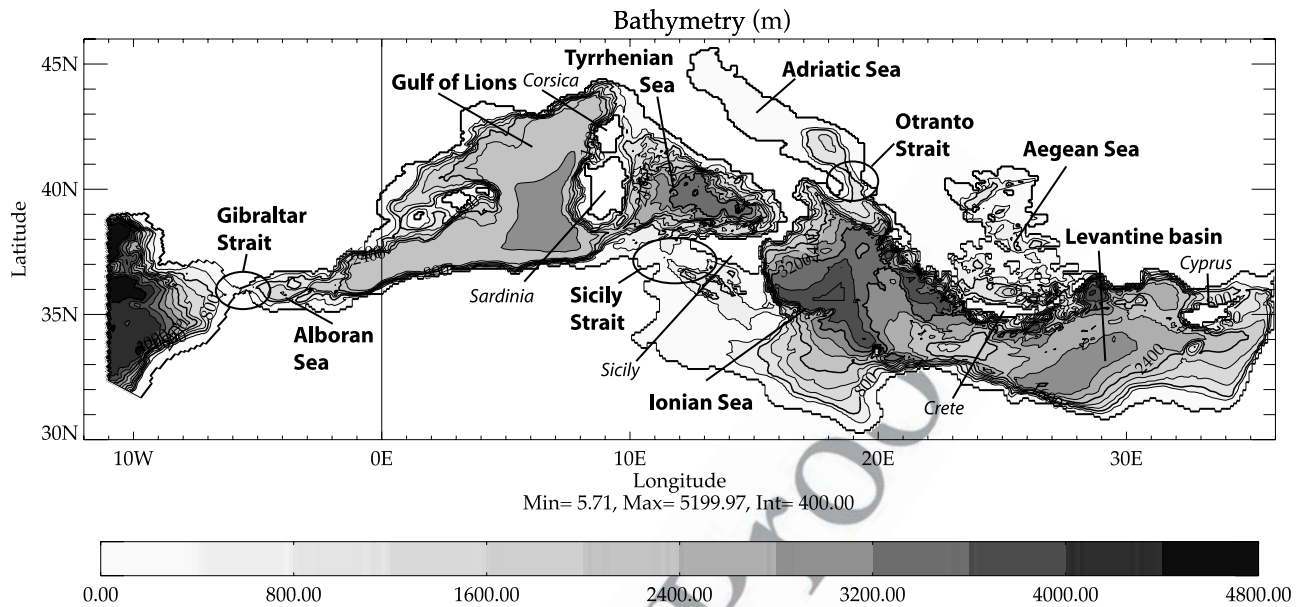 Bathymetry (m)
45N
40N
35N
30N
Latitude
Gulf of Lions
Corsica
Tyrrhenian
Sea
Adriatic Sea
Otranto
Strait
Aegean Sea
Gibraltar
Strait
Levantine basin
Cyprus
Sardinia
Sicily
Strait
Alboran
Sea
Sicily
Ionian Sea
Crete
3200
2400
800
10W 0E 10E 20E 30E
Longitude
Min= 5.71, Max= 5199.97, Int= 400.00
0.00 800.00 1600.00 2400.00 3200.00 4000.00 4800.00